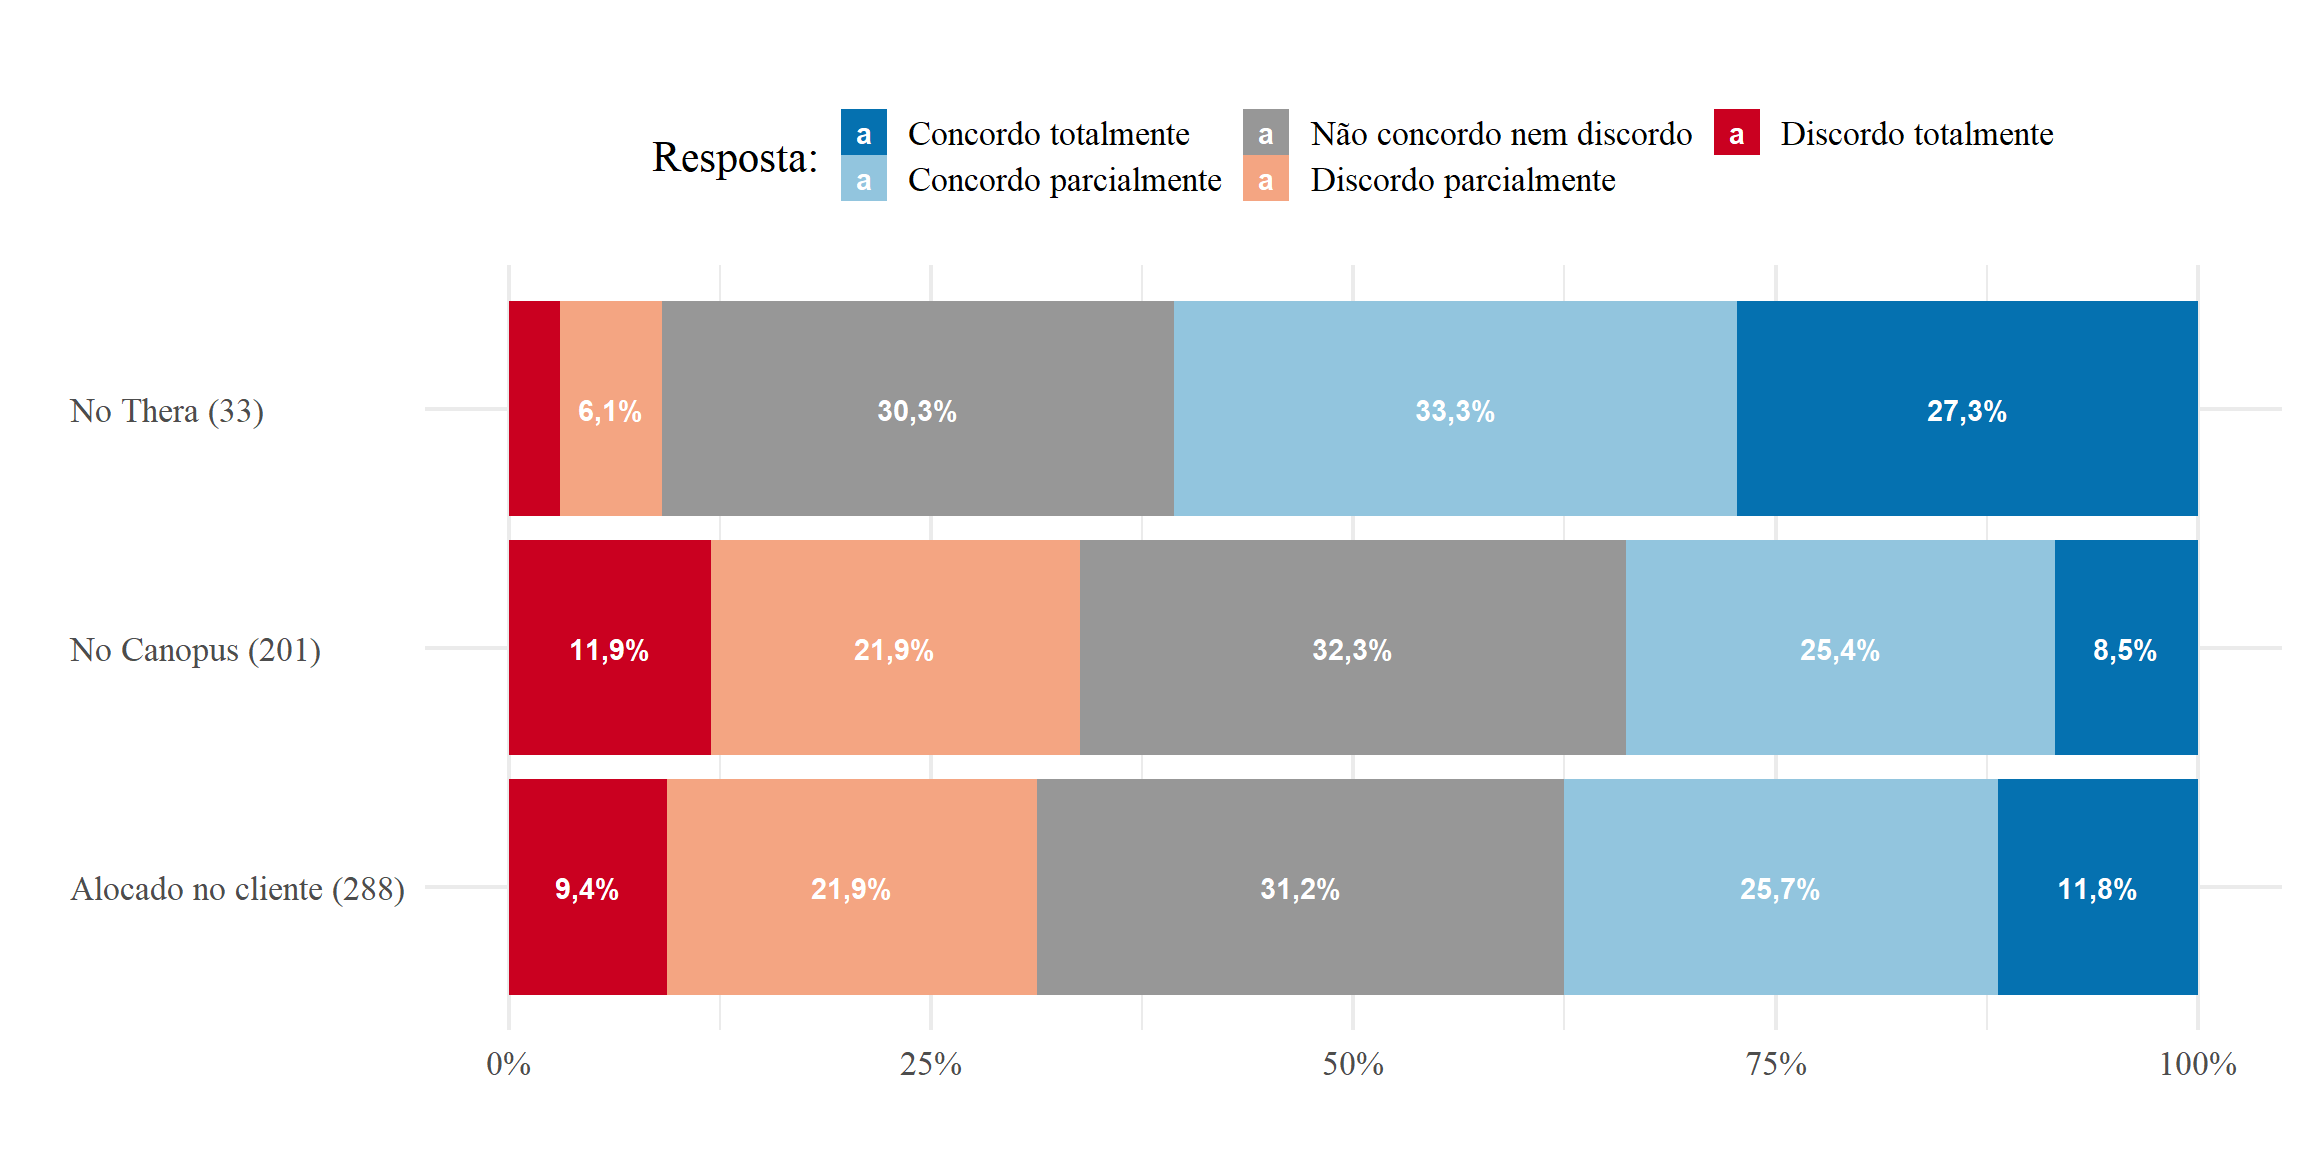 Resposta:
a Concordo totalmente a Não concordo nem discordo a Discordo totalmente
a Concordo parcialmente a Discordo parcialmente
No Thera (33) 6,1% 30,3% 33,3% 27,3%
No Canopus (201) 11,9% 21,9% 32,3% 25,4% 8,5%
Alocado no cliente (288) 9,4% 21,9% 31,2% 25,7% 11,8%
0% 25% 50% 75% 100%